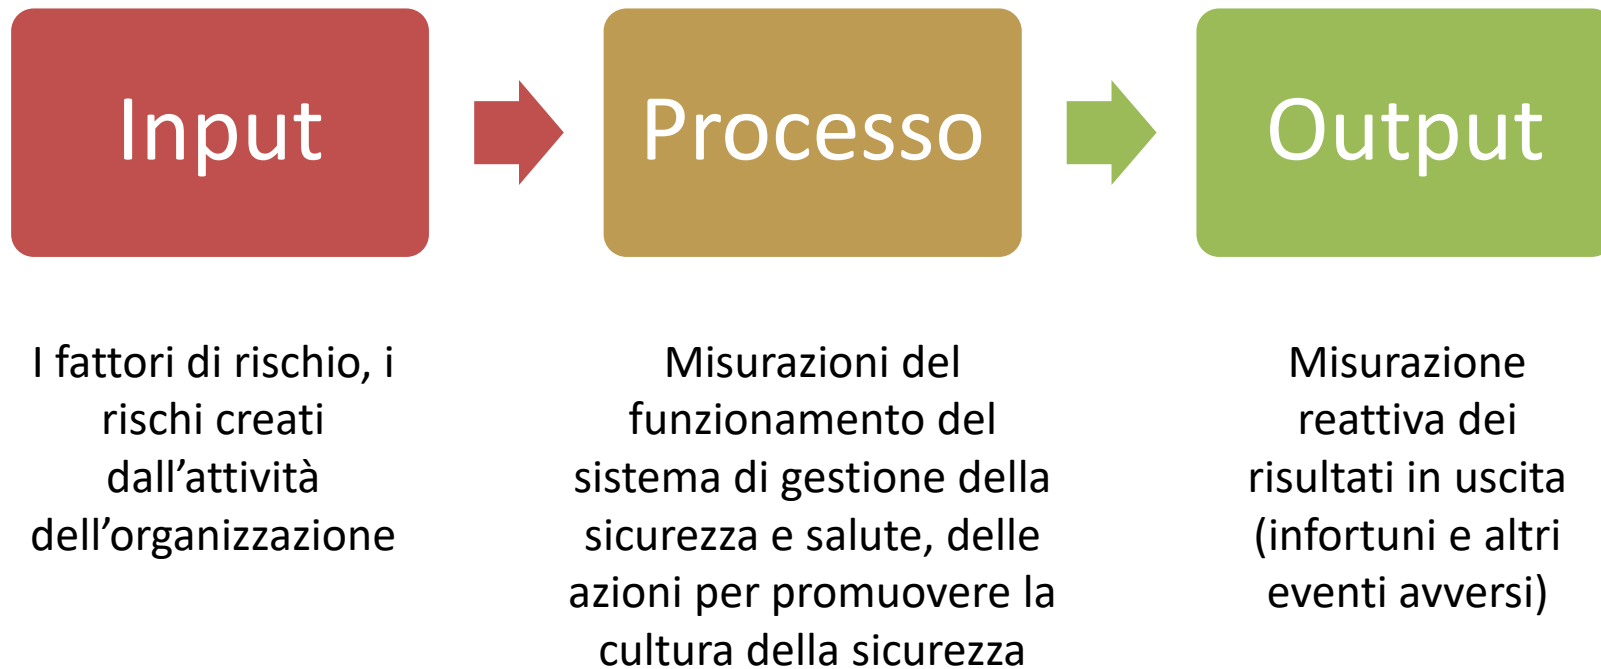 Input
Processo
Output
I fattori di rischio, i
rischi creati
dall’attività
dell’organizzazione
Misurazioni del
funzionamento del
sistema di gestione della
sicurezza e salute, delle
azioni per promuovere la
cultura della sicurezza
Misurazione
reattiva dei
risultati in uscita
(infortuni e altri
eventi avversi)